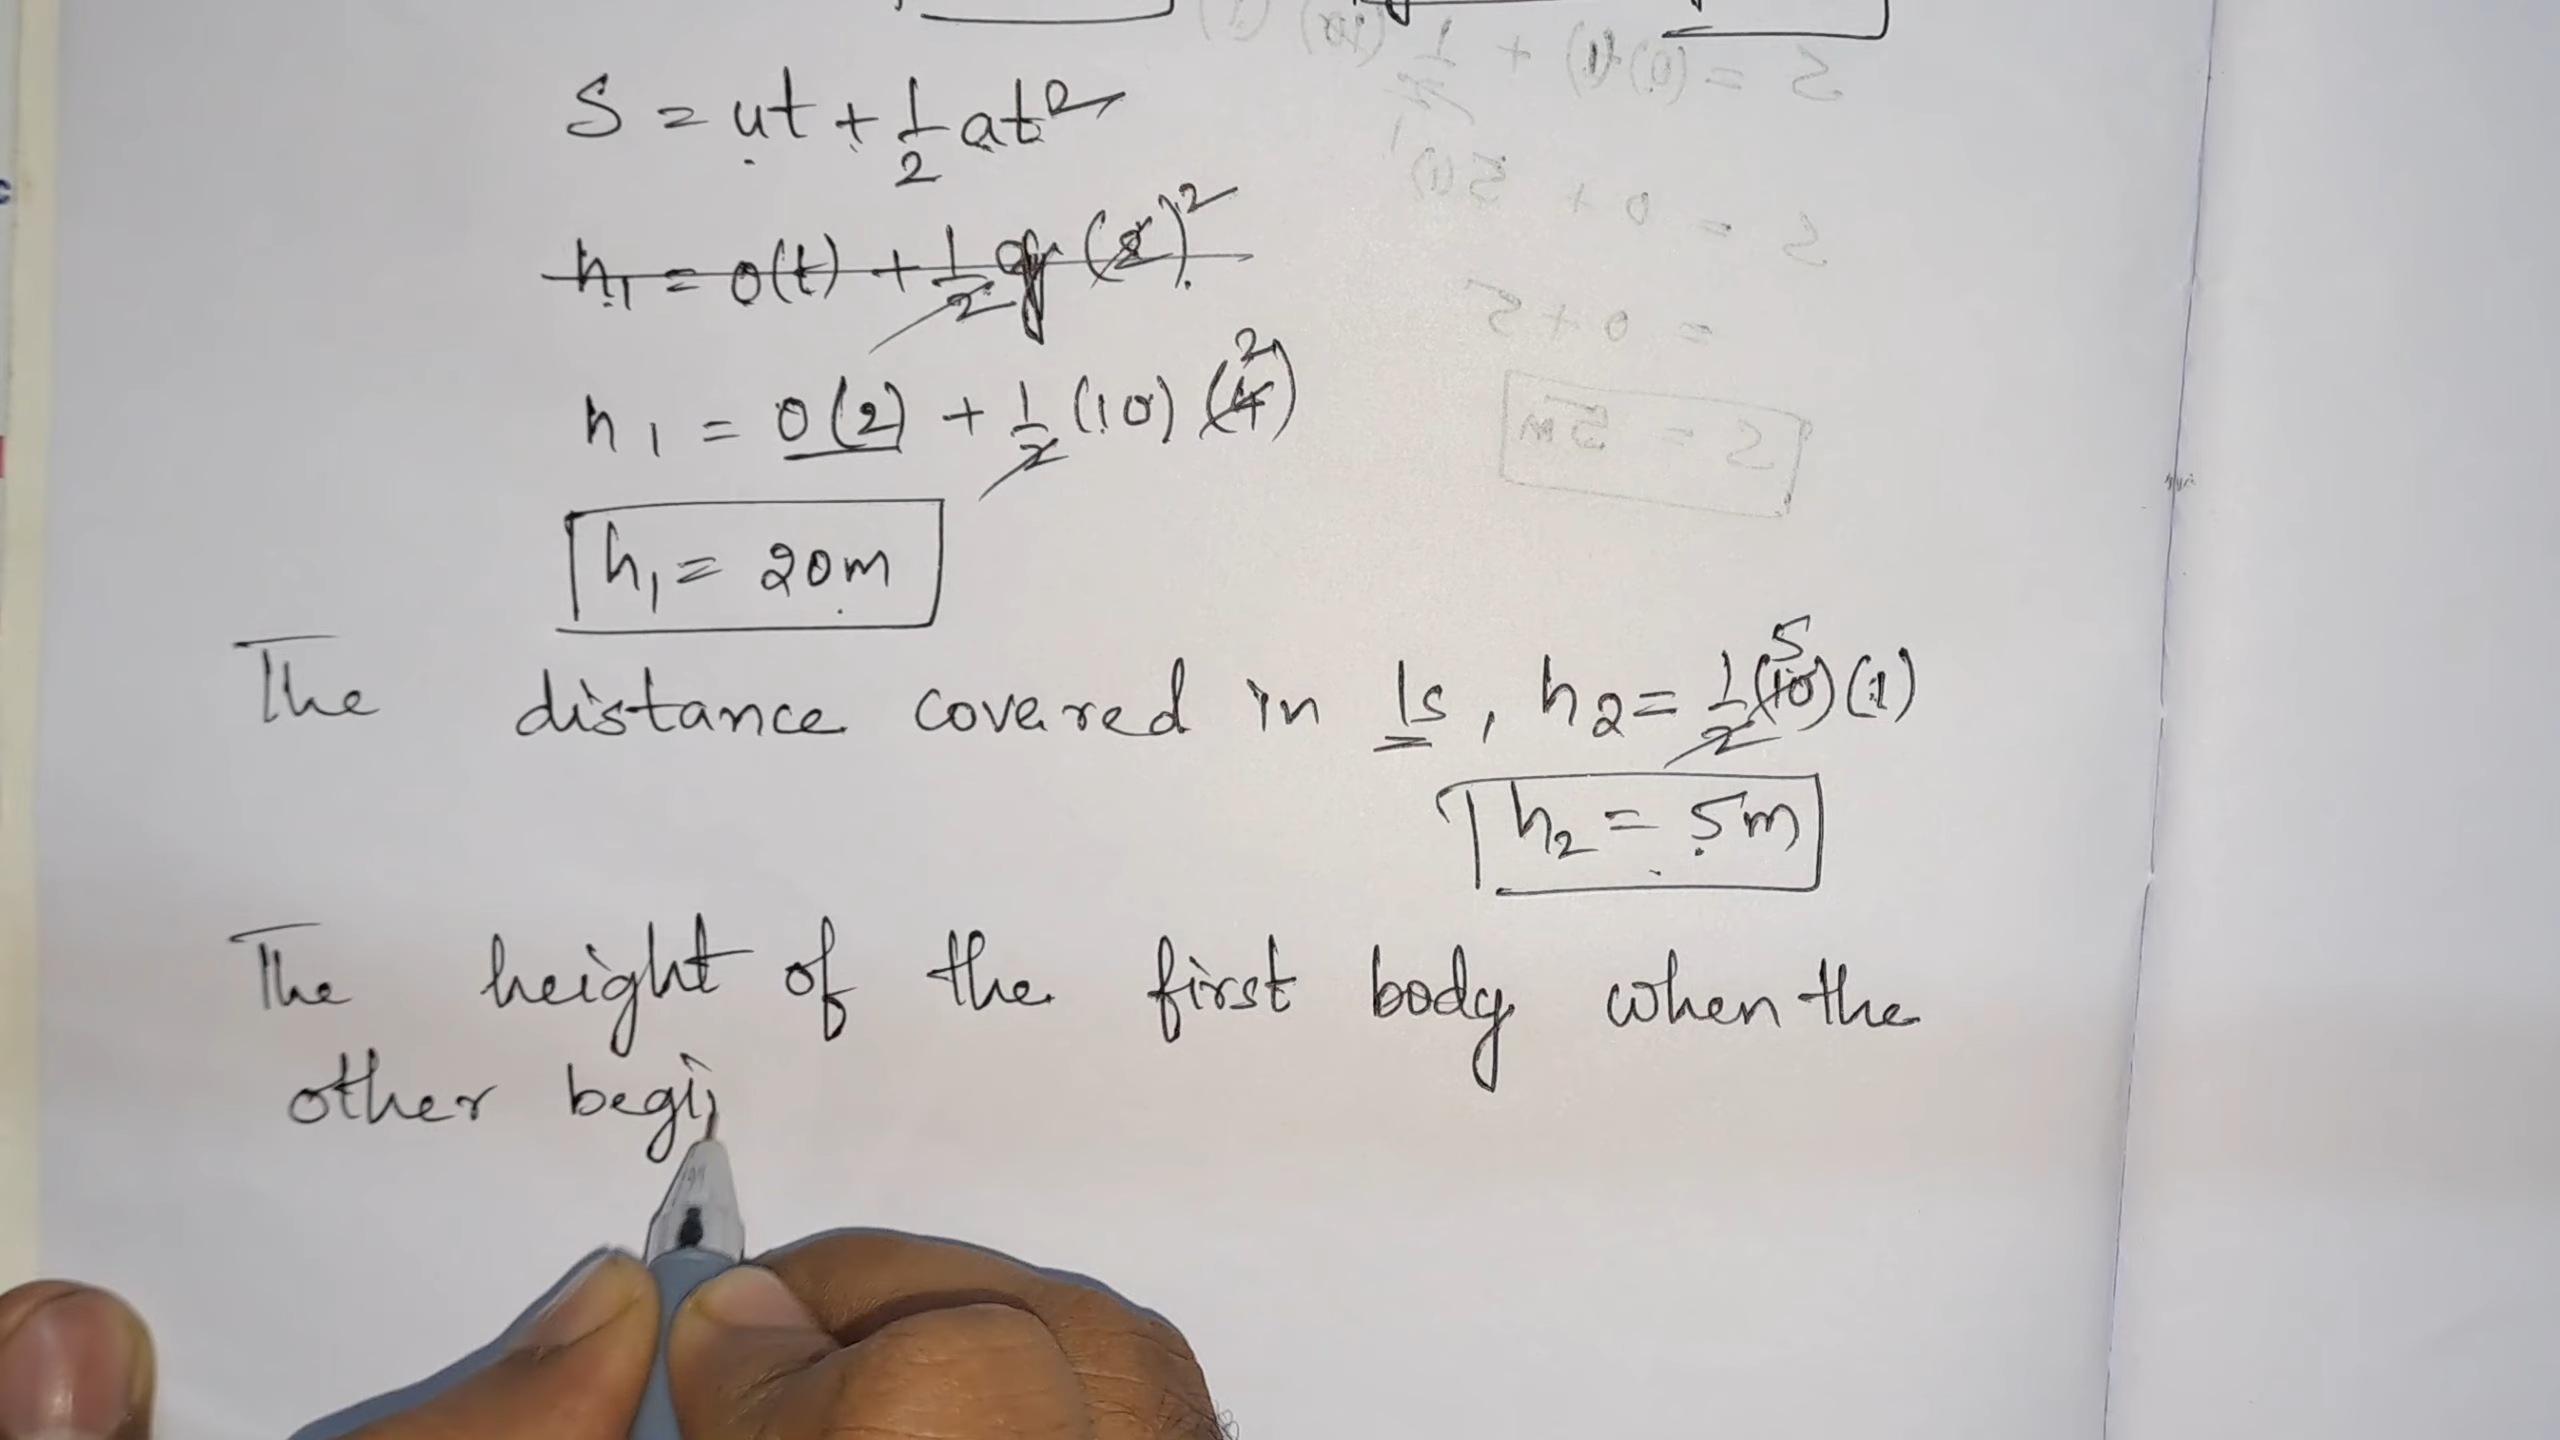 S = ut + 1/2 at²
h₁ = 0(t) + 1/2 g (2)²
h₁ = 0(2) + 1/2 (10) (4) 2
h₁ = 20m
The distance covered in 1s, h₂ = 1/2 (10) (1) 5
h₂ = 5m
The height of the first body when the
other begi